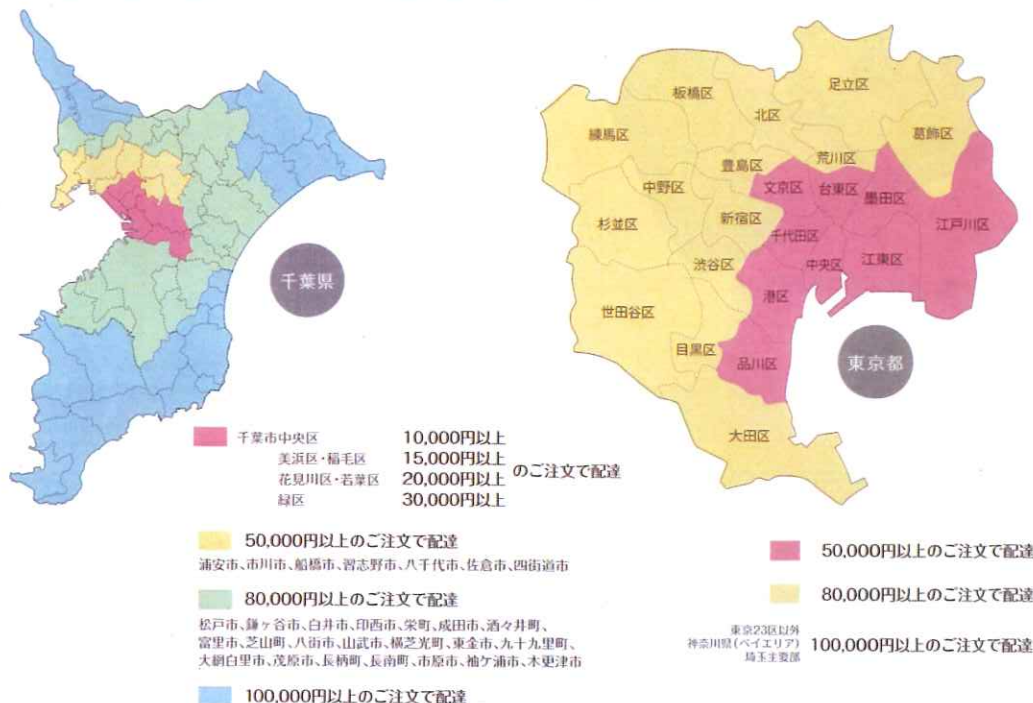 千葉県
千葉市中央区 10,000円以上
美浜区・稲毛区 15,000円以上
花見川区・若葉区 20,000円以上
緑区 30,000円以上
のご注文で配達
50,000円以上のご注文で配達
浦安市、市川市、船橋市、習志野市、八千代市、佐倉市、四街道市
80,000円以上のご注文で配達
松戸市、鎌ヶ谷市、白井市、印西市、栄町、成田市、酒々井町、
富里市、芝山町、八街市、山武市、横芝光町、東金市、九十九里町、
大網白里市、茂原市、長柄町、長南町、市原市、袖ケ浦市、木更津市
100,000円以上のご注文で配達
足立区
板橋区
北区
練馬区
葛飾区
豊島区
荒川区
中野区
文京区
台東区
墨田区
杉並区
新宿区
江戸川区
千代田区
渋谷区
中央区
江東区
港区
世田谷区
目黒区
品川区
大田区
東京都
50,000円以上のご注文で配達
80,000円以上のご注文で配達
東京23区以外
神奈川県(ベイエリア)
埼玉主要部
100,000円以上のご注文で配達